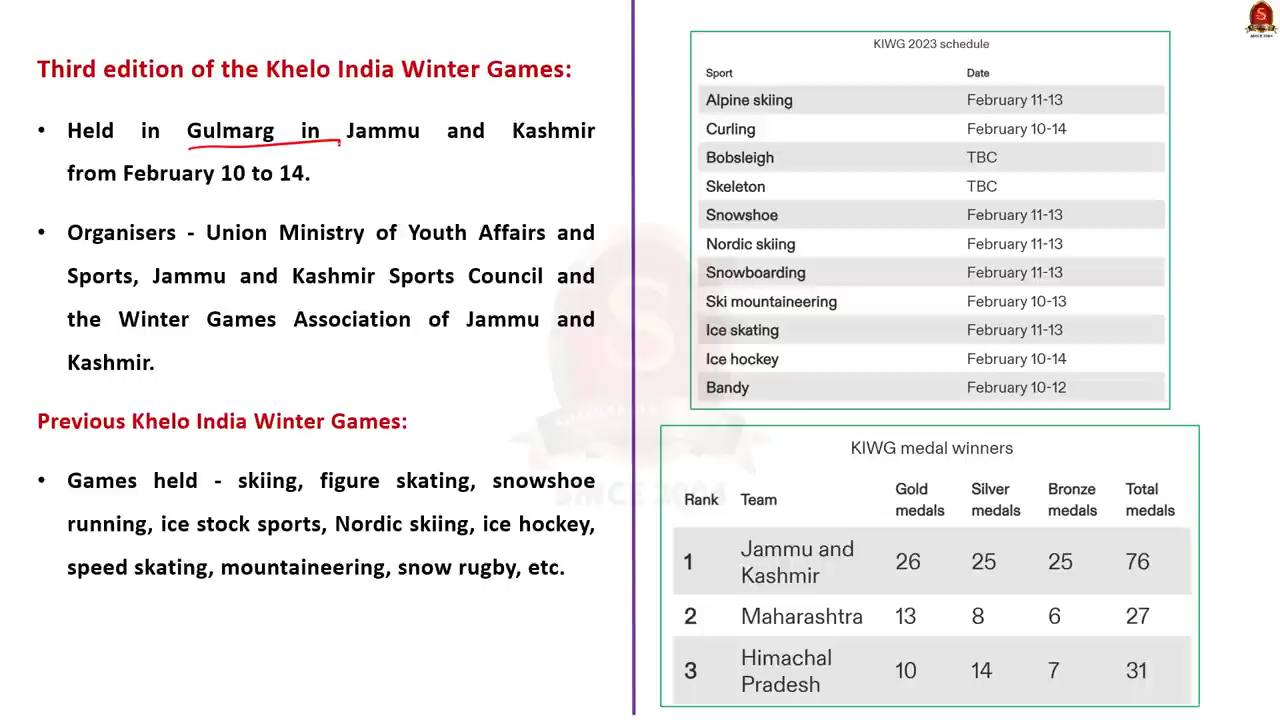 Third edition of the Khelo India Winter Games:
• Held in Gulmarg in Jammu and Kashmir
from February 10 to 14.
• Organisers - Union Ministry of Youth Affairs and
Sports, Jammu and Kashmir Sports Council and
the Winter Games Association of Jammu and
Kashmir.
Previous Khelo India Winter Games:
• Games held - skiing, figure skating, snowshoe
running, ice stock sports, Nordic skiing, ice hockey,
speed skating, mountaineering, snow rugby, etc.
KIWG 2023 schedule
Sport Date
Alpine skiing February 11-13
Curling February 10-14
Bobsleigh TBC
Skeleton TBC
Snowshoe February 11-13
Nordic skiing February 11-13
Snowboarding February 11-13
Ski mountaineering February 10-13
Ice skating February 11-13
Ice hockey February 10-14
Bandy February 10-12
KIWG medal winners
Rank Team Gold medals Silver medals Bronze medals Total medals
1 Jammu and Kashmir 26 25 25 76
2 Maharashtra 13 8 6 27
3 Himachal Pradesh 10 14 7 31
S
SINCE 2004